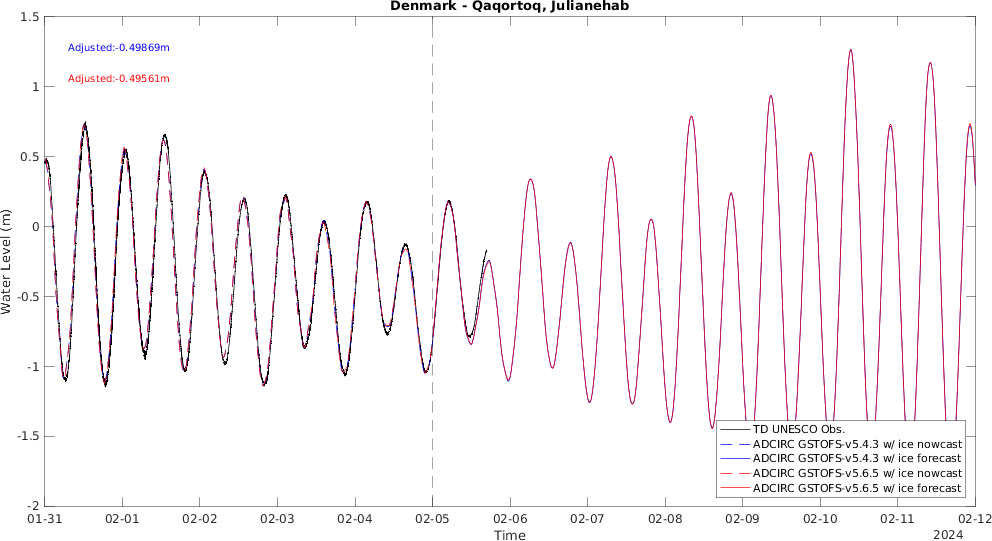 Denmark - Qaqortoq, Julianehab
1.5
1
0.5
0
-0.5
-1
-1.5
-2
Water Level (m)
Adjusted:-0.49869m
Adjusted:-0.49561m
TD UNESCO Obs.
ADCIRC GSTOFS-v5.4.3 w/ ice nowcast
ADCIRC GSTOFS-v5.4.3 w/ ice forecast
ADCIRC GSTOFS-v5.6.5 w/ ice nowcast
ADCIRC GSTOFS-v5.6.5 w/ ice forecast
01-31 02-01 02-02 02-03 02-04 02-05 02-06 02-07 02-08 02-09 02-10 02-11 02-12
Time
2024